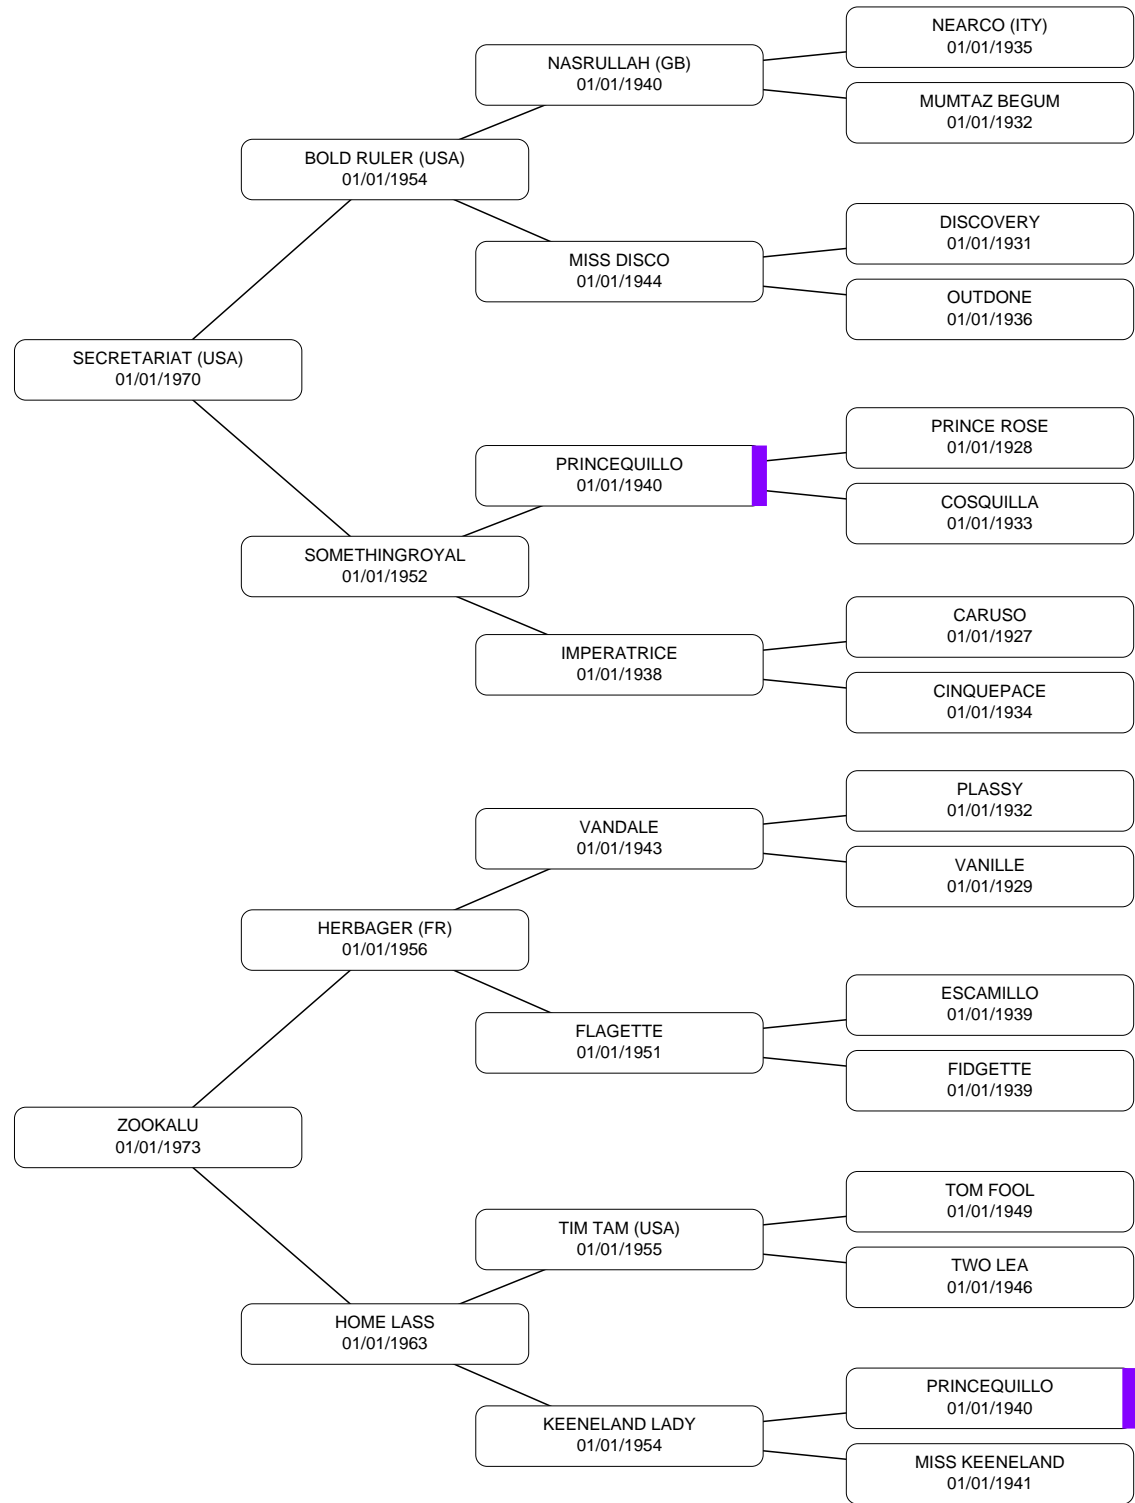 NEARCO (ITY)
01/01/1935
NASRULLAH (GB)
01/01/1940
MUMTAZ BEGUM
01/01/1932
BOLD RULER (USA)
01/01/1954
DISCOVERY
01/01/1931
MISS DISCO
01/01/1944
OUTDONE
01/01/1936
SECRETARIAT (USA)
01/01/1970
PRINCE ROSE
01/01/1928
PRINCEQUILLO
01/01/1940
COSQUILLA
01/01/1933
SOMETHINGROYAL
01/01/1952
CARUSO
01/01/1927
IMPERATRICE
01/01/1938
CINQUEPACE
01/01/1934
PLASSY
01/01/1932
VANDALE
01/01/1943
VANILLE
01/01/1929
HERBAGER (FR)
01/01/1956
ESCAMILLO
01/01/1939
FLAGETTE
01/01/1951
FIDGETTE
01/01/1939
ZOOKALU
01/01/1973
TOM FOOL
01/01/1949
TIM TAM (USA)
01/01/1955
TWO LEA
01/01/1946
HOME LASS
01/01/1963
PRINCEQUILLO
01/01/1940
KEENELAND LADY
01/01/1954
MISS KEENELAND
01/01/1941